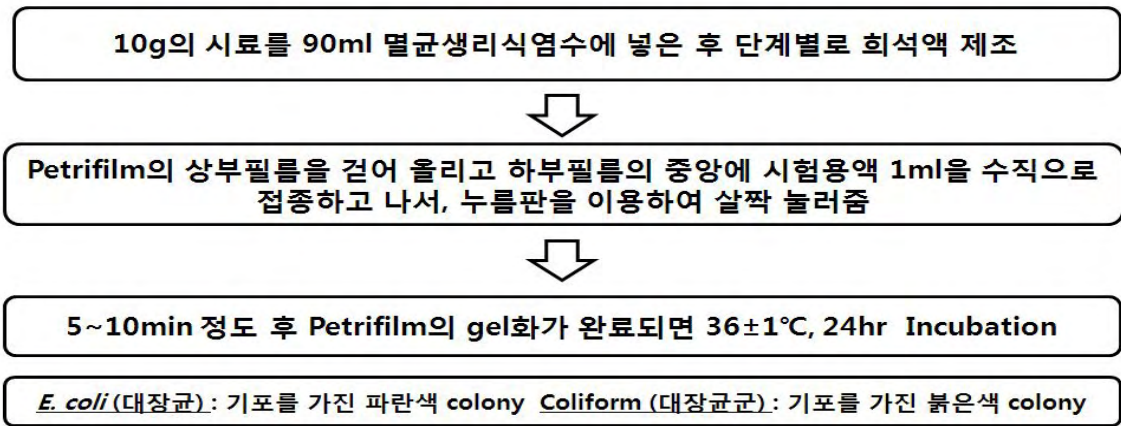 10g의 시료를 90ml 멸균생리식염수에 넣은 후 단계별로 희석액 제조
Petrifilm의 상부필름을 걷어 올리고 하부필름의 중앙에 시험용액 1ml을 수직으로
접종하고 나서, 누름판을 이용하여 살짝 눌러줌
5~10min 정도 후 Petrifilm의 gel화가 완료되면 36±1℃, 24hr Incubation
E. coli (대장균) : 기포를 가진 파란색 colony Coliform (대장균군) : 기포를 가진 붉은색 colony